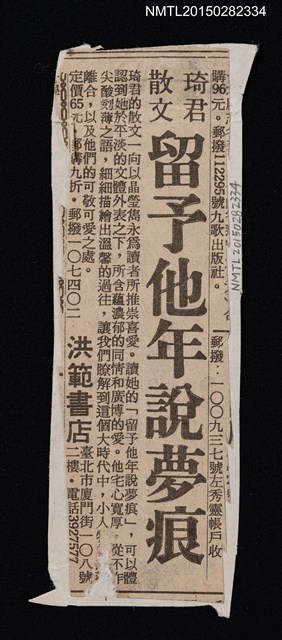 NMTL20150282334
購96元。郵撥112295號九歌出版社。
郵撥：一〇〇九三七號左秀靈帳戶收
NMTL20150282334
琦君
散文
留予他年說夢痕
琦君的散文一向以晶瑩雋永爲讀者所推崇喜愛。讀她的「留予他年說夢痕」，可以體
認到她於平淡的文體外表之下，所含蘊濃郁的同情和廣博的愛。他宅心寬厚，從不作
尖酸刻薄之語，細細描繪出溫馨的過往，讓我們瞭解到這個大時代中，小人
離合，以及他們的可敬可愛之處。
定價65元，郵購九折。郵撥一〇七四〇二
洪範書店
臺北市廈門街一〇八號
二樓・電話3927577